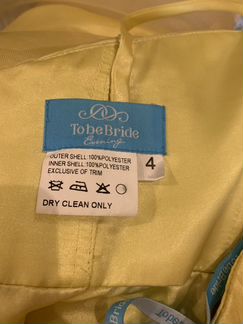 TobeBride
Evening
OUTER SHELL:100%POLYESTER
INNER SHELL:100%POLYESTER
EXCLUSIVE OF TRIM
4
DRY CLEAN ONLY